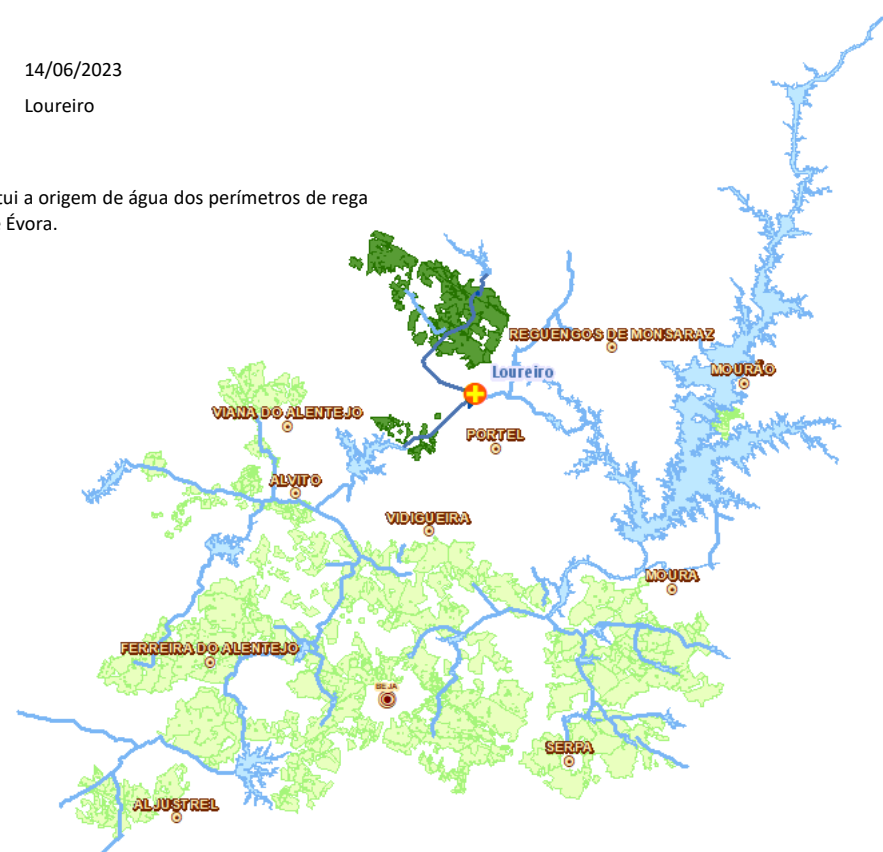 14/06/2023
Loureiro
a origem de água dos perímetros de rega
Évora.
REGUENGOS DE MONSARAZ
Loureiro
MOURÃO
VIANA DO ALENTEJO
PORTEL
ALVITO
VIDIGUEIRA
MOURA
FERREIRA DO ALENTEJO
BEJA
SERPA
ALJUSTREL